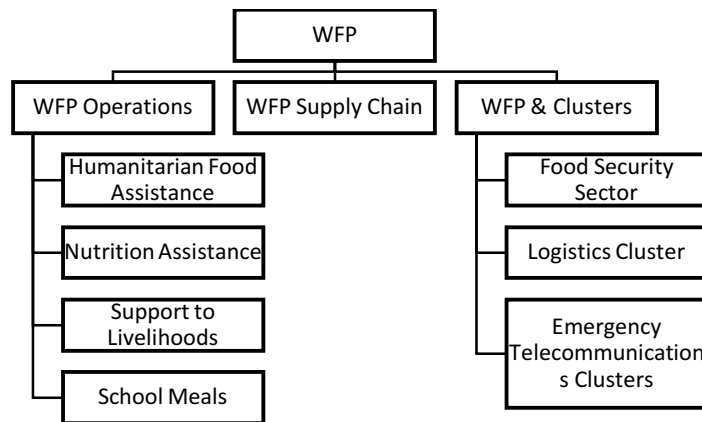 WFP
WFP Operations
WFP Supply Chain
WFP & Clusters
Humanitarian Food
Assistance
Nutrition Assistance
Support to
Livelihoods
School Meals
Food Security
Sector
Logistics Cluster
Emergency
Telecommunication
s Clusters